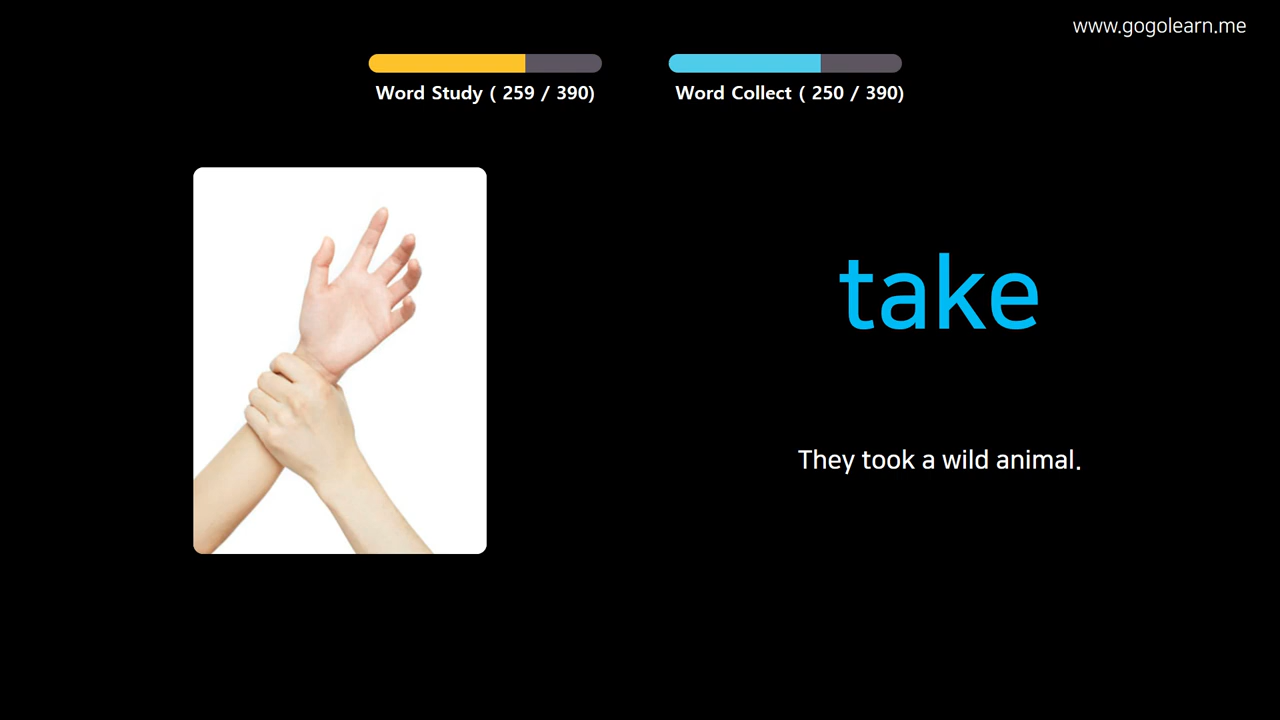 www.gogolearn.me
Word Study ( 259 / 390)
Word Collect ( 250 / 390)
take
They took a wild animal.